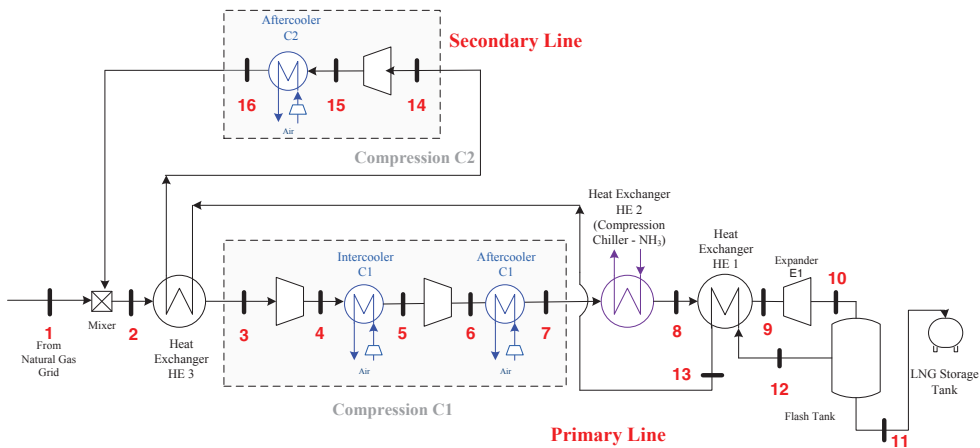 Aftercooler
C2
Secondary Line
16
15
14
Air
Compression C2
Heat Exchanger
HE 2
(Compression
Chiller - NH₃)
Heat
Exchanger
HE 1
Expander
E1
10
Intercooler
C1
Aftercooler
C1
1
From
Natural Gas
Grid
Mixer
2
Heat
Exchanger
HE 3
3
4
5
6
7
8
9
Air
Air
13
12
Flash Tank
11
LNG Storage
Tank
Compression C1
Primary Line